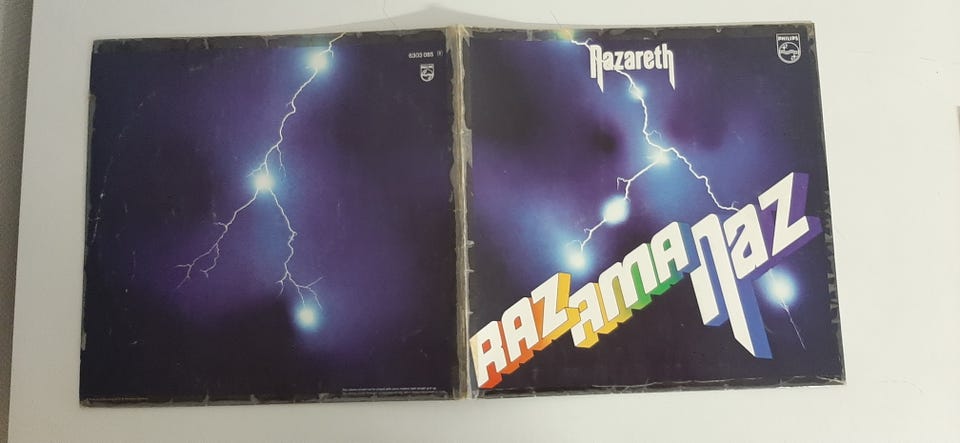 6303 085
PHILIPS
Nazareth
PHILIPS
RAZAMANAZ